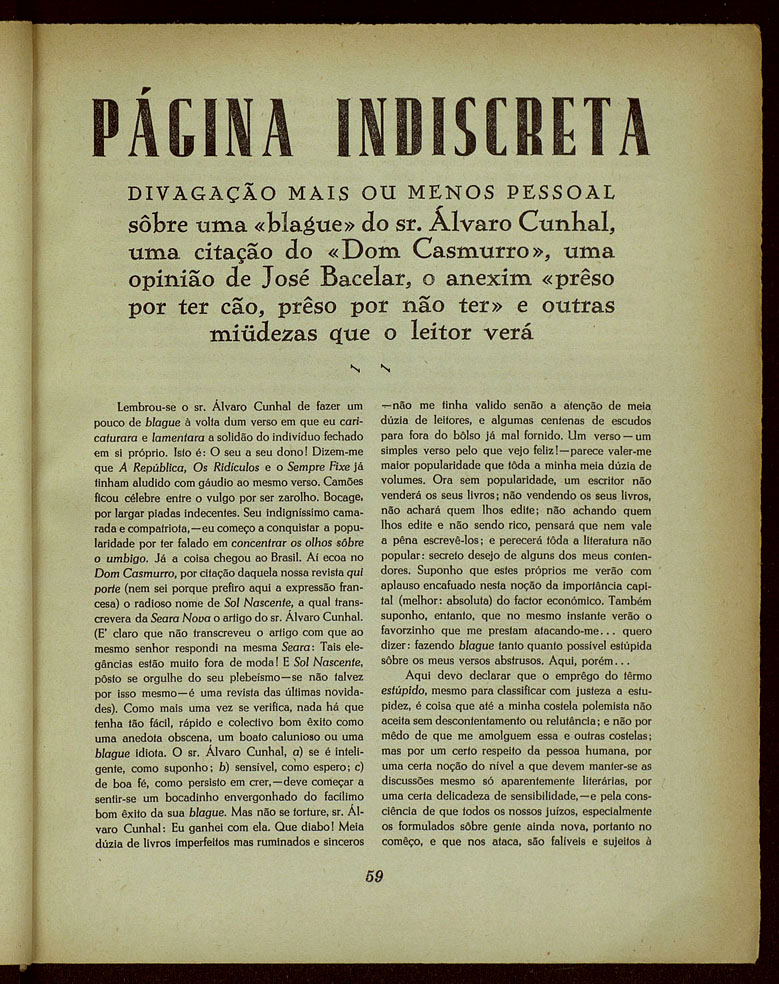 PÁGINA INDISCRETA
DIVAGAÇÃO MAIS OU MENOS PESSOAL
sôbre uma «blague» do sr. Álvaro Cunhal,
uma citação do «Dom Casmurro», uma
opinião de José Bacelar, o anexim «prêso
por ter cão, prêso por não ter» e outras
miüdezas que o leitor verá
Lembrou-se o sr. Álvaro Cunhal de fazer um
pouco de blague à volta dum verso em que eu cari-
caturara e lamentara a solidão do indivíduo fechado
em si próprio. Isto é: O seu a seu dono! Dizem-me
que A República, Os Ridículos e o Sempre Fixe já
tinham aludido com gáudio ao mesmo verso. Camões
ficou célebre entre o vulgo por ser zarolho. Bocage,
por largar piadas indecentes. Seu indigníssimo cama-
rada e compatriota,—eu começo a conquistar a popu-
laridade por ter falado em concentrar os olhos sôbre
o umbigo. Já a coisa chegou ao Brasil. Aí ecoa no
Dom Casmurro, por citação daquela nossa revista qui
porte (nem sei porque prefiro aqui a expressão fran-
cesa) o radioso nome de Sol Nascente, a qual trans-
crevera da Seara Nova o artigo do sr. Álvaro Cunhal.
(E' claro que não transcreveu o artigo com que ao
mesmo senhor respondi na mesma Seara: Tais ele-
gâncias estão muito fora de moda! E Sol Nascente,
pôsto se orgulhe do seu plebeísmo—se não talvez
por isso mesmo—é uma revista das últimas novida-
des). Como mais uma vez se verifica, nada há que
tenha tão fácil, rápido e colectivo bom êxito como
uma anedota obscena, um boato calunioso ou uma
blague idiota. O sr. Álvaro Cunhal, a) se é inteli-
gente, como suponho; b) sensível, como espero; c)
de boa fé, como persisto em crer,—deve começar a
sentir-se um bocadinho envergonhado do facílimo
bom êxito da sua blague. Mas não se torture, sr. Ál-
varo Cunhal: Eu ganhei com ela. Que diabo! Meia
dúzia de livros imperfeitos mas ruminados e sinceros
—não me tinha valido senão a atenção de meia
dúzia de leitores, e algumas centenas de escudos
para fora do bôlso já mal fornido. Um verso—um
simples verso pelo que vejo feliz!—parece valer-me
maior popularidade que tôda a minha meia dúzia de
volumes. Ora sem popularidade, um escritor não
venderá os seus livros; não vendendo os seus livros,
não achará quem lhos edite; não achando quem
lhos edite e não sendo rico, pensará que nem vale
a pêna escrevê-los; e perecerá tôda a literatura não
popular: secreto desejo de alguns dos meus conten-
dores. Suponho que estes próprios me verão com
aplauso encafuado nesta noção da importância capi-
tal (melhor: absoluta) do factor económico. Também
suponho, entanto, que no mesmo instante verão o
favorzinho que me prestam atacando-me... quero
dizer: fazendo blague tanto quanto possível estúpida
sôbre os meus versos abstrusos. Aqui, porém...
Aqui devo declarar que o emprêgo do têrmo
estúpido, mesmo para classificar com justeza a estu-
pidez, é coisa que até a minha costela polemista não
aceita sem descontentamento ou relutância; e não por
mêdo de que me amolguem essa e outras costelas;
mas por um certo respeito da pessoa humana, por
uma certa noção do nível a que devem manter-se as
discussões mesmo só aparentemente literárias, por
uma certa delicadeza de sensibilidade,—e pela cons-
ciência de que todos os nossos juízos, especialmente
os formulados sôbre gente ainda nova, portanto no
comêço, e que nos ataca, são falíveis e sujeitos à
59